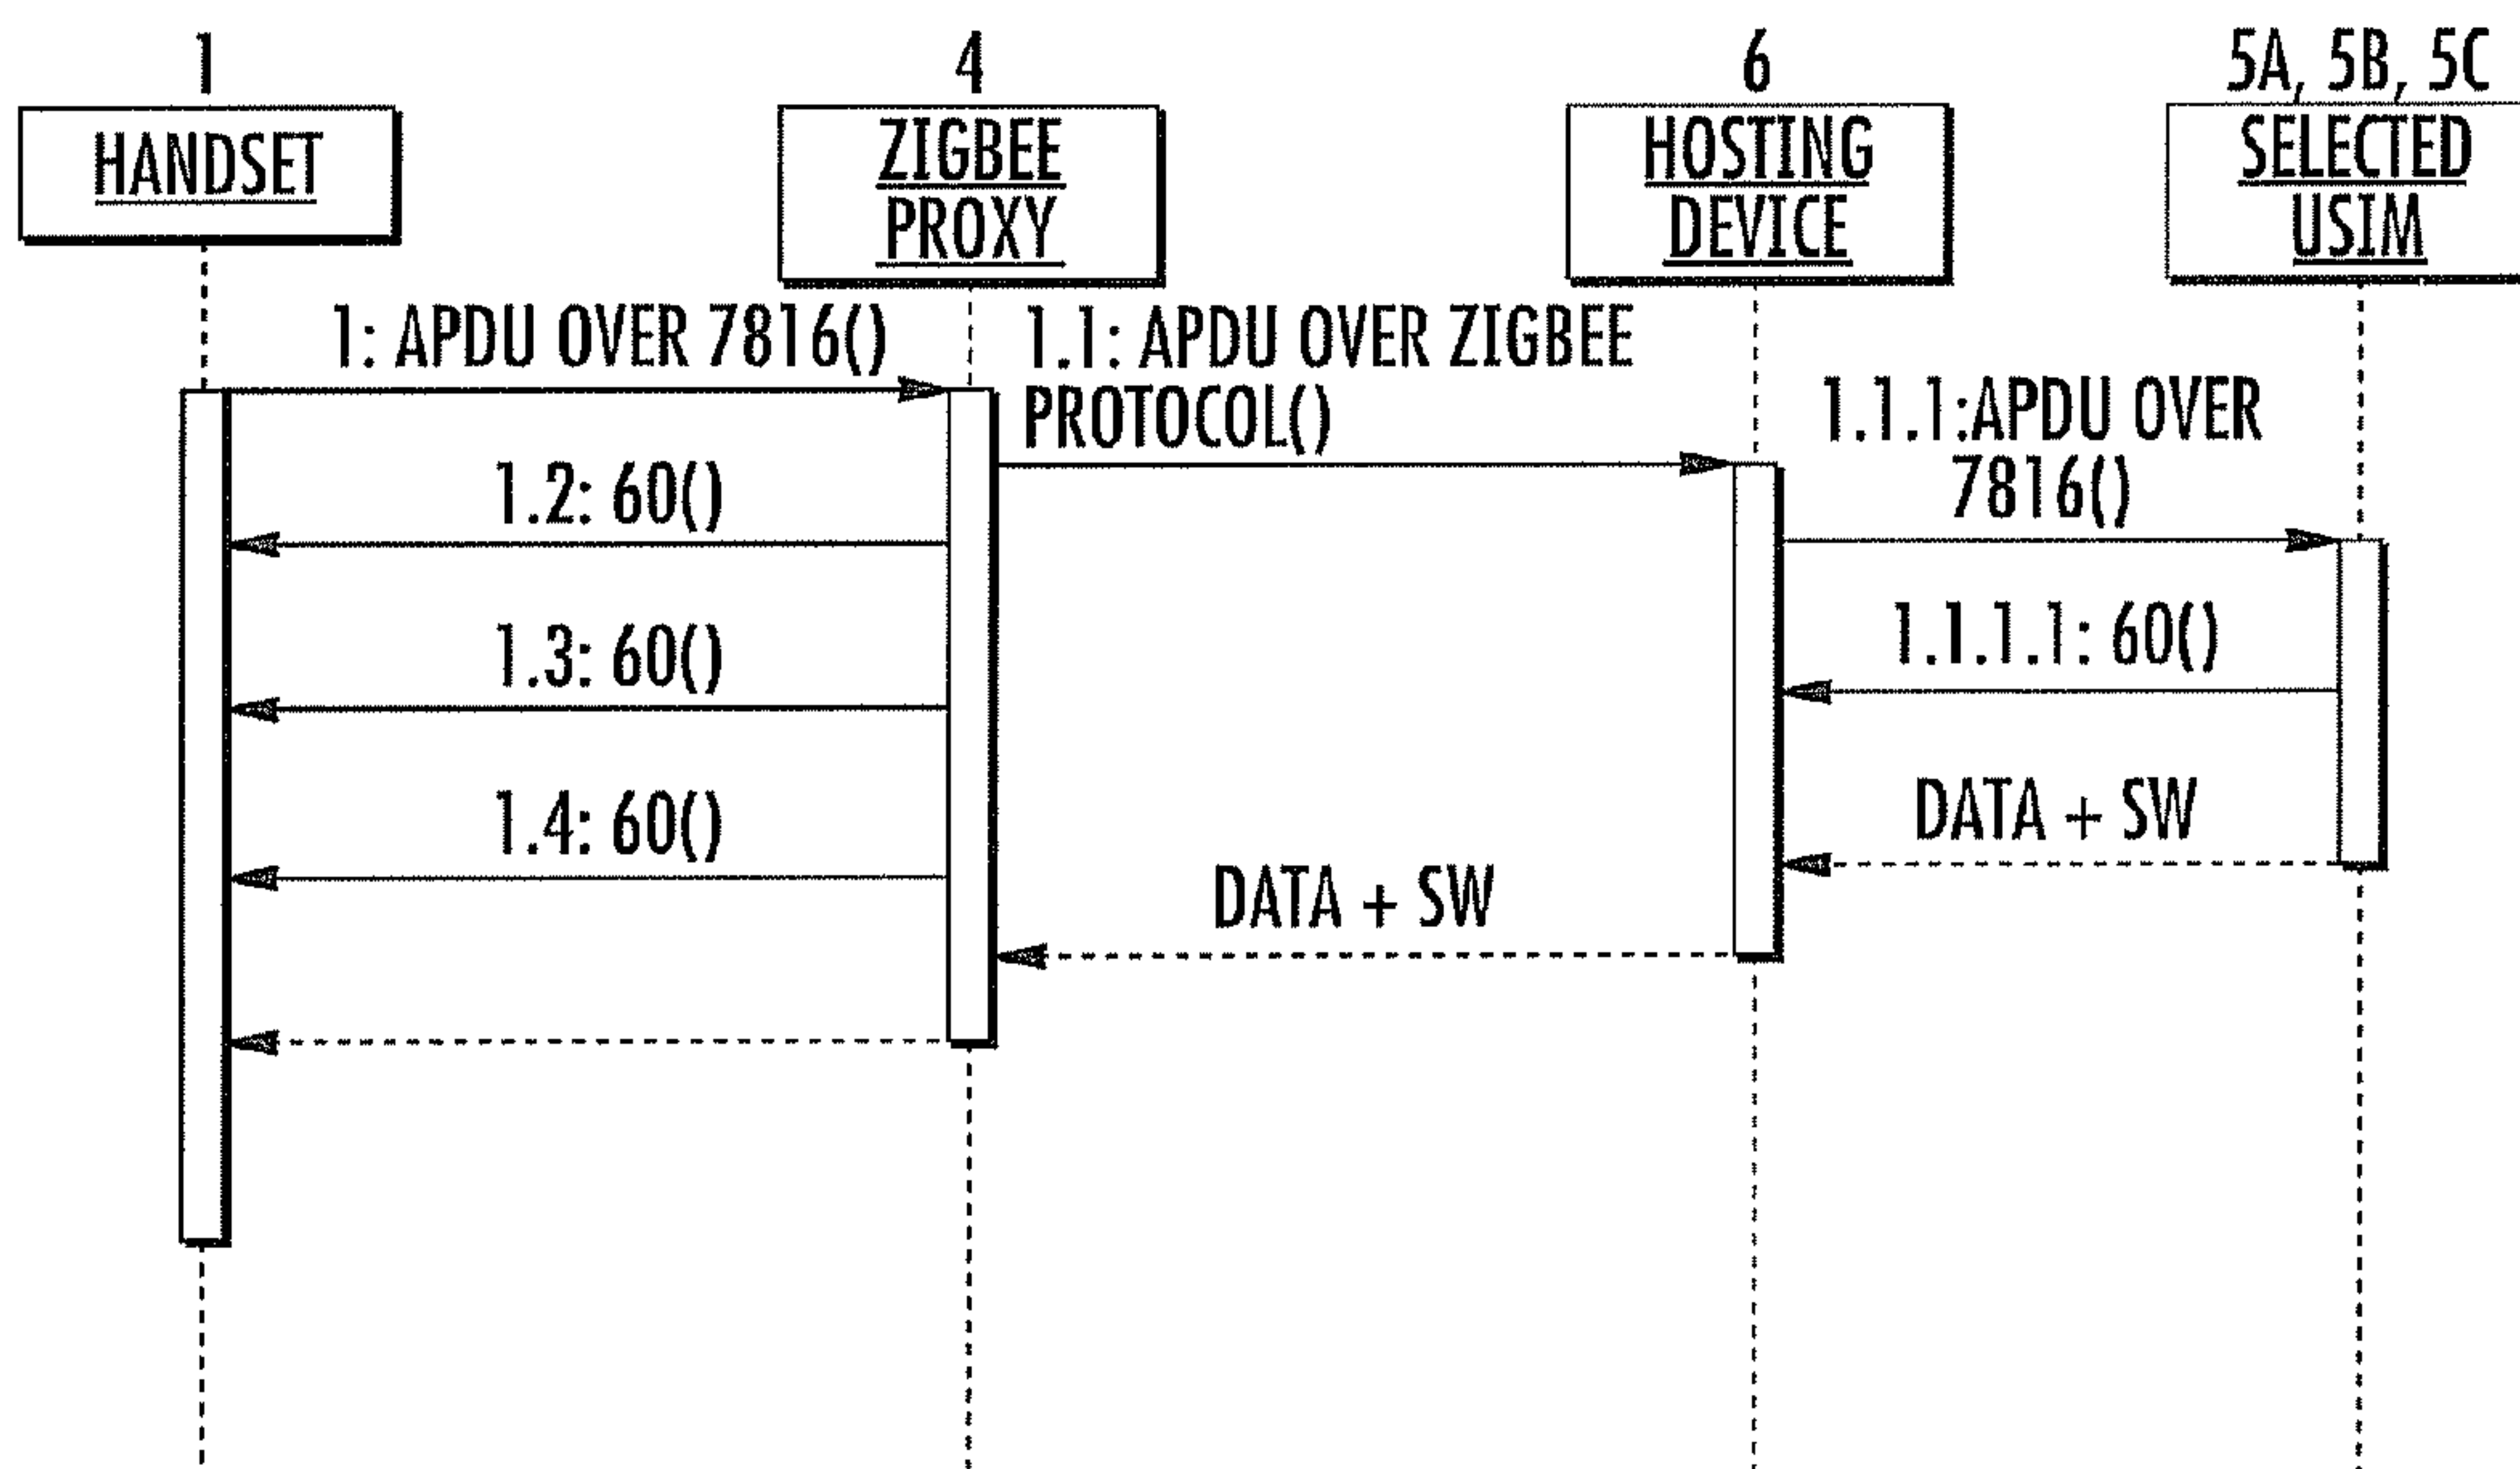 1
4
6
5A, 5B, 5C
HANDSET
ZIGBEE
PROXY
HOSTING
DEVICE
SELECTED
USIM
1: APDU OVER 7816()
1.1: APDU OVER ZIGBEE
PROTOCOL()
1.1.1:APDU OVER
7816()
1.2: 60()
1.3: 60()
1.1.1.1: 60()
1.4: 60()
DATA + SW
DATA + SW